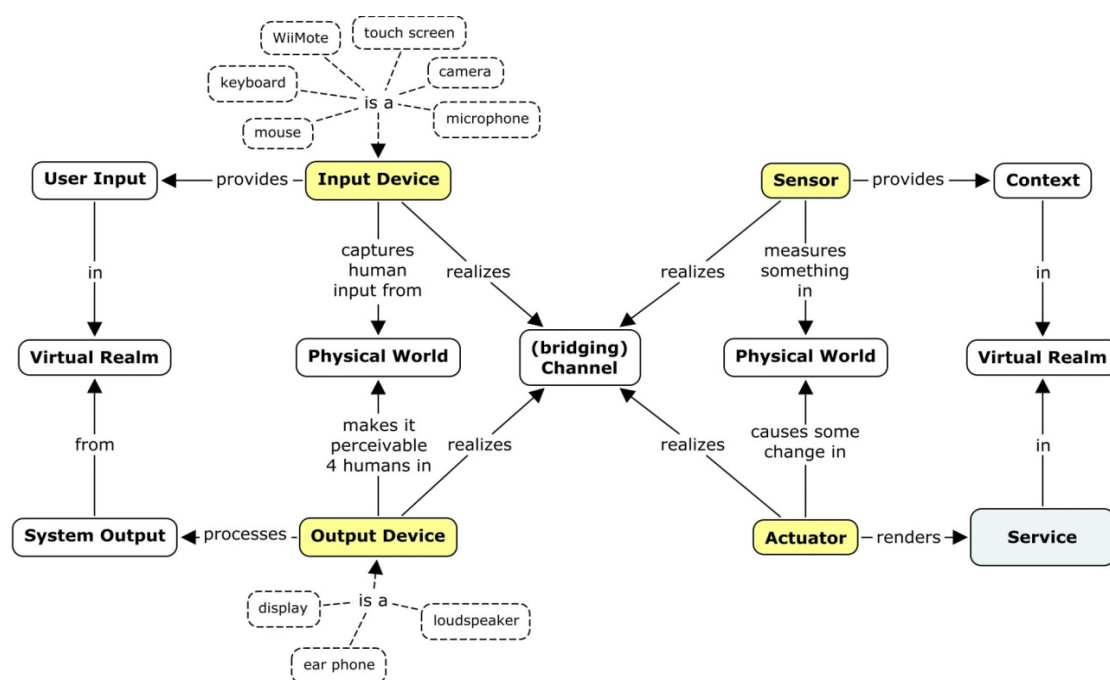 WiiMote
touch screen
keyboard
camera
is a
mouse
microphone
User Input
provides
Input Device
Sensor
provides
Context
captures
human
input from
realizes
realizes
measures
something
in
in
in
Virtual Realm
Physical World
(bridging)
Channel
Physical World
Virtual Realm
from
makes it
perceivable
4 humans in
realizes
realizes
causes some
change in
in
System Output
processes
Output Device
Actuator
renders
Service
is a
display
loudspeaker
ear phone